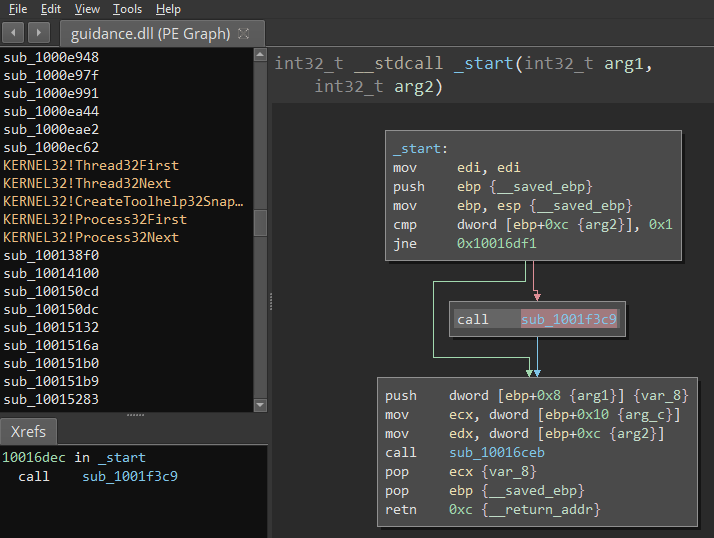 File Edit View Tools Help
guidance.dll (PE Graph)
sub_1000e948
sub_1000e97f
sub_1000e991
sub_1000ea44
sub_1000eae2
sub_1000ec62
KERNEL32!Thread32First
KERNEL32!Thread32Next
KERNEL32!CreateToolhelp32Snap…
KERNEL32!Process32First
KERNEL32!Process32Next
sub_100138f0
sub_10014100
sub_100150cd
sub_100150dc
sub_10015132
sub_1001516a
sub_100151b0
sub_100151b9
sub_10015283
Xrefs
10016dec in _start
call sub_1001f3c9
int32_t __stdcall _start(int32_t arg1,
int32_t arg2)
_start:
mov edi, edi
push ebp {__saved_ebp}
mov ebp, esp {__saved_ebp}
cmp dword [ebp+0xc {arg2}], 0x1
jne 0x10016df1
call sub_1001f3c9
push dword [ebp+0x8 {arg1}] {var_8}
mov ecx, dword [ebp+0x10 {arg_c}]
mov edx, dword [ebp+0xc {arg2}]
call sub_10016ceb
pop ecx {var_8}
pop ebp {__saved_ebp}
retn 0xc {__return_addr}